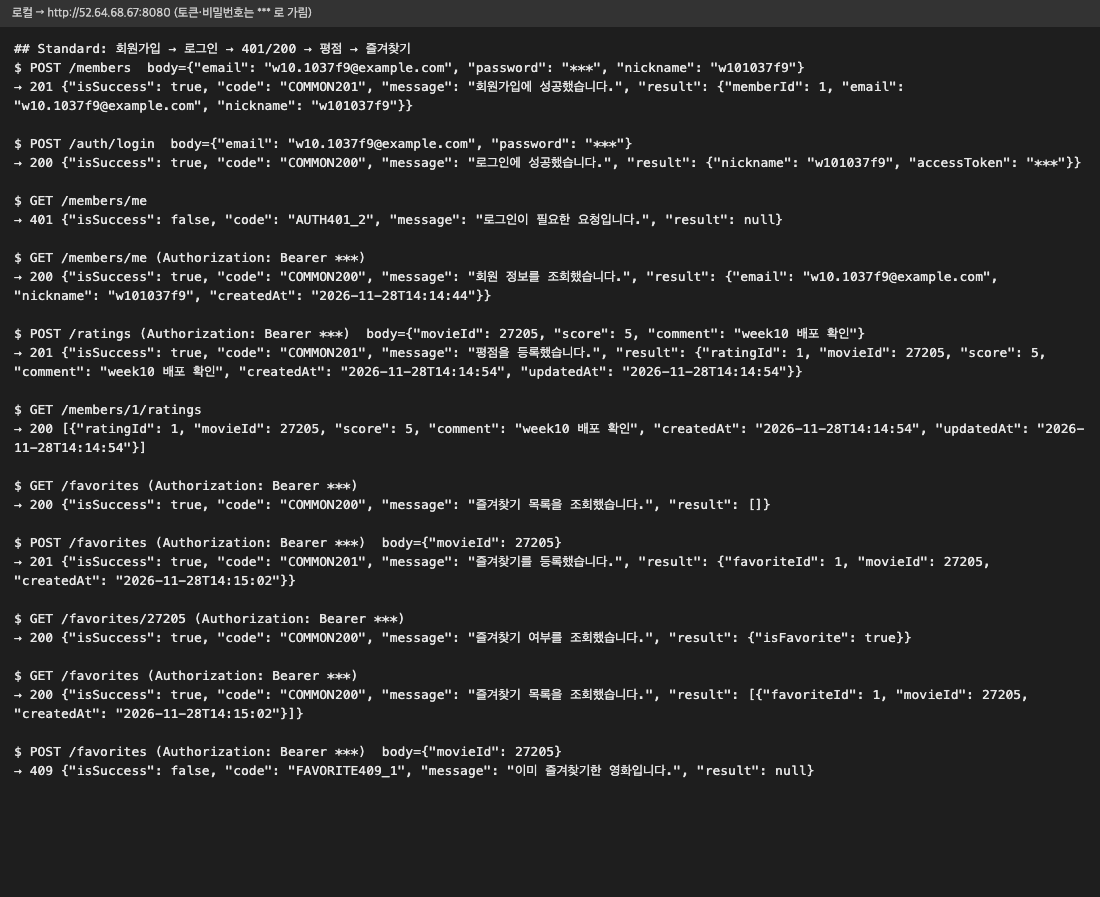 로컬 → http://52.64.68.67:8080 (토큰·비밀번호는 *** 로 가림)
## Standard: 회원가입 → 로그인 → 401/200 → 평점 → 즐겨찾기
$ POST /members  body={"email": "w10.1037f9@example.com", "password": "***", "nickname": "w101037f9"}
→ 201 {"isSuccess": true, "code": "COMMON201", "message": "회원가입에 성공했습니다.", "result": {"memberId": 1, "email":
"w10.1037f9@example.com", "nickname": "w101037f9"}}
$ POST /auth/login  body={"email": "w10.1037f9@example.com", "password": "***"}
→ 200 {"isSuccess": true, "code": "COMMON200", "message": "로그인에 성공했습니다.", "result": {"nickname": "w101037f9", "accessToken": "***"}}
$ GET /members/me
→ 401 {"isSuccess": false, "code": "AUTH401_2", "message": "로그인이 필요한 요청입니다.", "result": null}
$ GET /members/me (Authorization: Bearer ***)
→ 200 {"isSuccess": true, "code": "COMMON200", "message": "회원 정보를 조회했습니다.", "result": {"email": "w10.1037f9@example.com",
"nickname": "w101037f9", "createdAt": "2026-11-28T14:14:44"}}
$ POST /ratings (Authorization: Bearer ***)  body={"movieId": 27205, "score": 5, "comment": "week10 배포 확인"}
→ 201 {"isSuccess": true, "code": "COMMON201", "message": "평점을 등록했습니다.", "result": {"ratingId": 1, "movieId": 27205, "score": 5,
"comment": "week10 배포 확인", "createdAt": "2026-11-28T14:14:54", "updatedAt": "2026-11-28T14:14:54"}}
$ GET /members/1/ratings
→ 200 [{"ratingId": 1, "movieId": 27205, "score": 5, "comment": "week10 배포 확인", "createdAt": "2026-11-28T14:14:54", "updatedAt": "2026-
11-28T14:14:54"}]
$ GET /favorites (Authorization: Bearer ***)
→ 200 {"isSuccess": true, "code": "COMMON200", "message": "즐겨찾기 목록을 조회했습니다.", "result": []}
$ POST /favorites (Authorization: Bearer ***)  body={"movieId": 27205}
→ 201 {"isSuccess": true, "code": "COMMON201", "message": "즐겨찾기를 등록했습니다.", "result": {"favoriteId": 1, "movieId": 27205,
"createdAt": "2026-11-28T14:15:02"}}
$ GET /favorites/27205 (Authorization: Bearer ***)
→ 200 {"isSuccess": true, "code": "COMMON200", "message": "즐겨찾기 여부를 조회했습니다.", "result": {"isFavorite": true}}
$ GET /favorites (Authorization: Bearer ***)
→ 200 {"isSuccess": true, "code": "COMMON200", "message": "즐겨찾기 목록을 조회했습니다.", "result": [{"favoriteId": 1, "movieId": 27205,
"createdAt": "2026-11-28T14:15:02"}]}
$ POST /favorites (Authorization: Bearer ***)  body={"movieId": 27205}
→ 409 {"isSuccess": false, "code": "FAVORITE409_1", "message": "이미 즐겨찾기한 영화입니다.", "result": null}